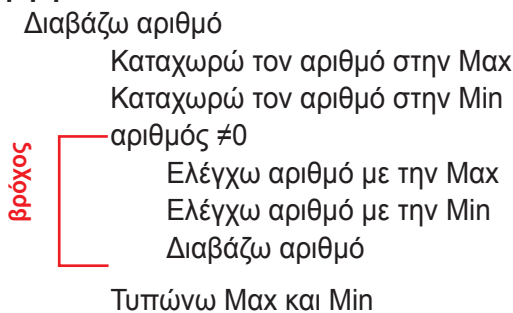 Διαβάζω αριθμό
Καταχωρώ τον αριθμό στην Max
Καταχωρώ τον αριθμό στην Min
αριθμός ≠0
βρόχος
Ελέγχω αριθμό με την Max
Ελέγχω αριθμό με την Min
Διαβάζω αριθμό
Τυπώνω Max και Min